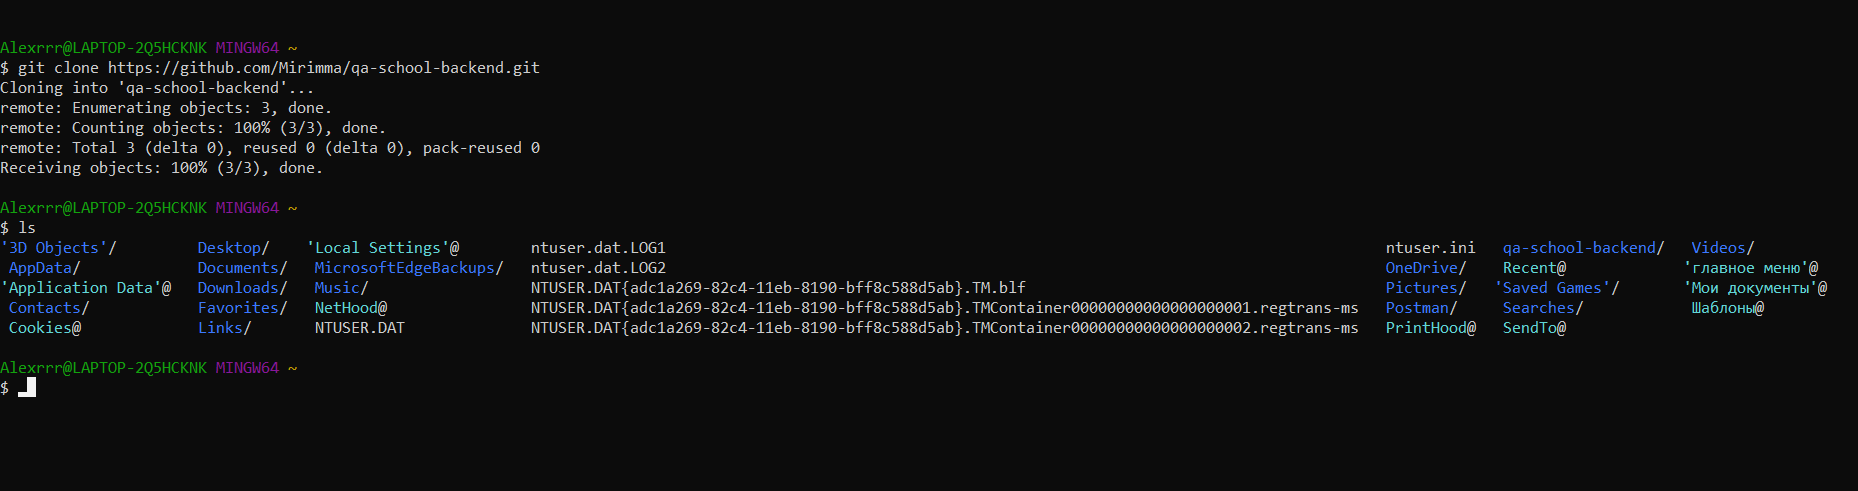 Alexrrr@LAPTOP-2Q5HCKNK MINGW64 ~
$ git clone https://github.com/Mirimma/qa-school-backend.git
Cloning into 'qa-school-backend'...
remote: Enumerating objects: 3, done.
remote: Counting objects: 100% (3/3), done.
remote: Total 3 (delta 0), reused 0 (delta 0), pack-reused 0
Receiving objects: 100% (3/3), done.
Alexrrr@LAPTOP-2Q5HCKNK MINGW64 ~
$ ls
'3D Objects'/ Desktop/ 'Local Settings'@ ntuser.dat.LOG1 ntuser.ini qa-school-backend/ Videos/
AppData/ Documents/ MicrosoftEdgeBackups/ ntuser.dat.LOG2 OneDrive/ Recent@ 'главное меню'@
'Application Data'@ Downloads/ Music/ NTUSER.DAT{adc1a269-82c4-11eb-8190-bff8c588d5ab}.TM.blf Pictures/ 'Saved Games'/ 'Мои документы'@
Contacts/ Favorites/ NetHood@ NTUSER.DAT{adc1a269-82c4-11eb-8190-bff8c588d5ab}.TMContainer00000000000000000001.regtrans-ms Postman/ Searches/ Шаблоны@
Cookies@ Links/ NTUSER.DAT NTUSER.DAT{adc1a269-82c4-11eb-8190-bff8c588d5ab}.TMContainer00000000000000000002.regtrans-ms PrintHood@ SendTo@
Alexrrr@LAPTOP-2Q5HCKNK MINGW64 ~
$